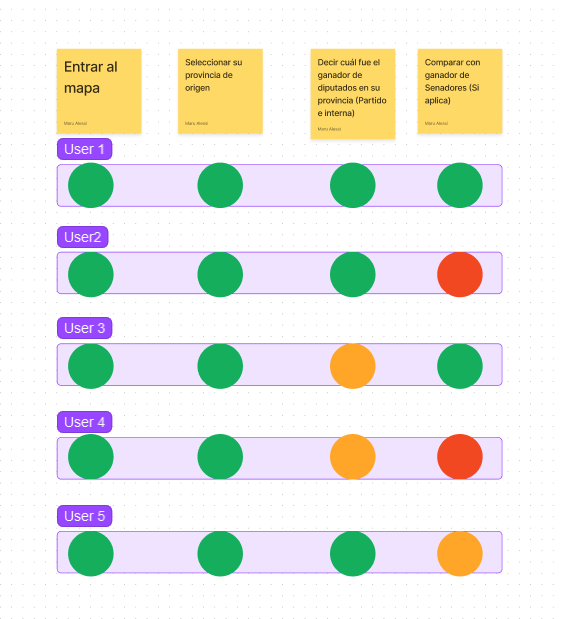 Entrar al
mapa
Maru Alessi
Seleccionar su
provincia de
origen
Maru Alessi
Decir cuál fue el
ganador de
diputados en su
provincia (Partido
e interna)
Maru Alessi
Comparar con
ganador de
Senadores (Si
aplica)
Maru Alessi
User 1
User2
User 3
User 4
User 5